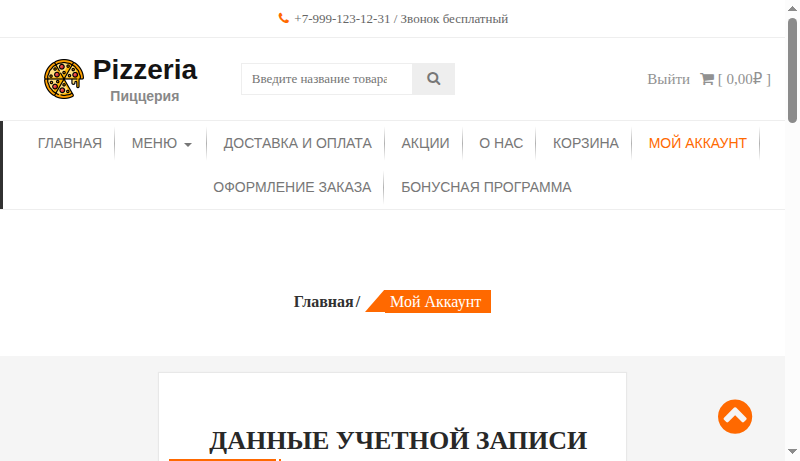 +7-999-123-12-31 / Звонок бесплатный
Pizzeria
Пиццерия
Введите название товара
Выйти [ 0,00₽ ]
ГЛАВНАЯ МЕНЮ ДОСТАВКА И ОПЛАТА АКЦИИ О НАС КОРЗИНА МОЙ АККАУНТ
ОФОРМЛЕНИЕ ЗАКАЗА БОНУСНАЯ ПРОГРАММА
Главная / Мой Аккаунт
ДАННЫЕ УЧЕТНОЙ ЗАПИСИ